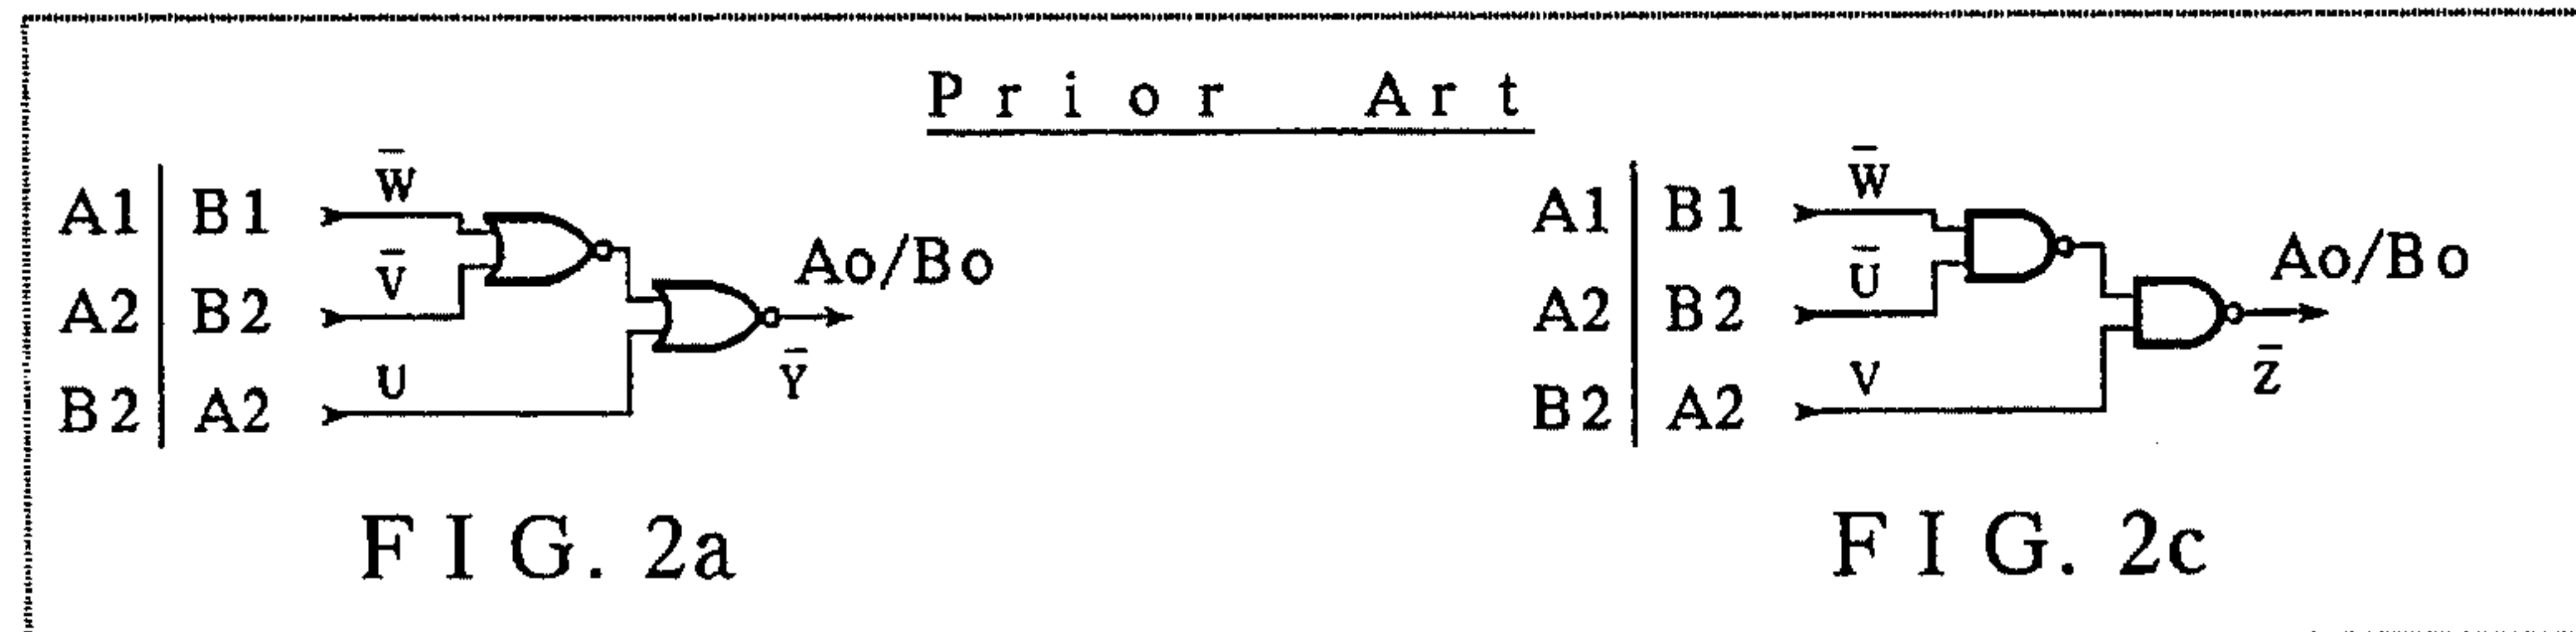 Prior Art
W̅
A1 | B1
V̅
Ao/Bo
A2 | B2
U
Y̅
B2 | A2
FIG. 2a
W̅
A1 | B1
U̅
Ao/Bo
A2 | B2
V
Z̅
B2 | A2
FIG. 2c